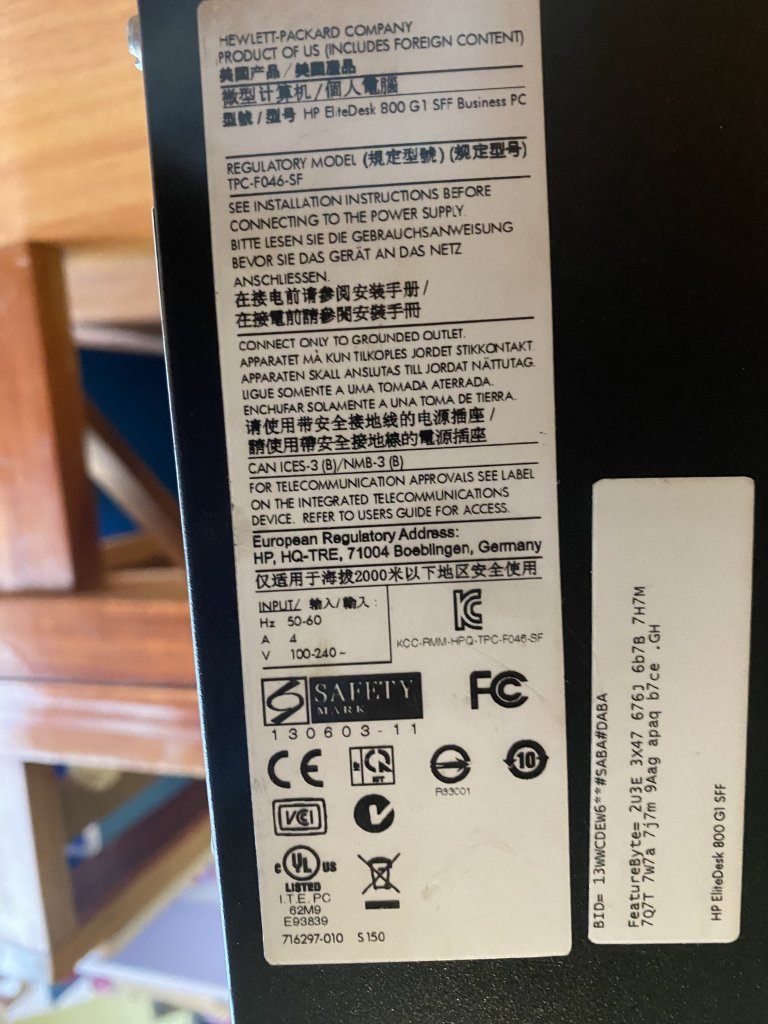 HEWLETT-PACKARD COMPANY
PRODUCT OF US (INCLUDES FOREIGN CONTENT)
美国产品 / 美國產品
微型计算机 / 個人電腦
型號 / 型号 HP EliteDesk 800 G1 SFF Business PC
REGULATORY MODEL (規定型號) (规定型号)
TPC-F046-SF
SEE INSTALLATION INSTRUCTIONS BEFORE
CONNECTING TO THE POWER SUPPLY.
BITTE LESEN SIE DIE GEBRAUCHSANWEISUNG
BEVOR SIE DAS GERÄT AN DAS NETZ
ANSCHLIESSEN.
在接电前请参阅安装手册 /
在接電前請參閱安裝手冊
CONNECT ONLY TO GROUNDED OUTLET.
APPARATET MÅ KUN TILKOPLES JORDET STIKKONTAKT.
APPARATEN SKALL ANSLUTAS TILL JORDAT NÄTTUTAG.
LIGUE SOMENTE A UMA TOMADA ATERRADA.
ENCHUFAR SOLAMENTE A UNA TOMA DE TIERRA.
请使用带安全接地线的电源插座 /
請使用帶安全接地線的電源插座
CAN ICES-3 (B)/NMB-3 (B)
FOR TELECOMMUNICATION APPROVALS SEE LABEL
ON THE INTEGRATED TELECOMMUNICATIONS
DEVICE. REFER TO USERS GUIDE FOR ACCESS.
European Regulatory Address:
HP, HQ-TRE, 71004 Boeblingen, Germany
仅适用于海拔2000米以下地区安全使用
INPUT/ 输入/輸入 :
Hz 50-60
A 4
V 100-240~
KCC-RMM-HPQ-TPC-F046-SF
SAFETY
MARK
130603-11
FC
CE
R33001
10
VCI
c UL US
LISTED
I.T.E. PC
62M9
E93839
716297-010 S150
BID= 13WWCDEW6**#SABA#DABA
FeatureByte= 2U3E 3X47 676J 6b7B 7H7M
7Q7T 7W7a 7j7m 9Aag apaq b7ce .GH
HP EliteDesk 800 G1 SFF